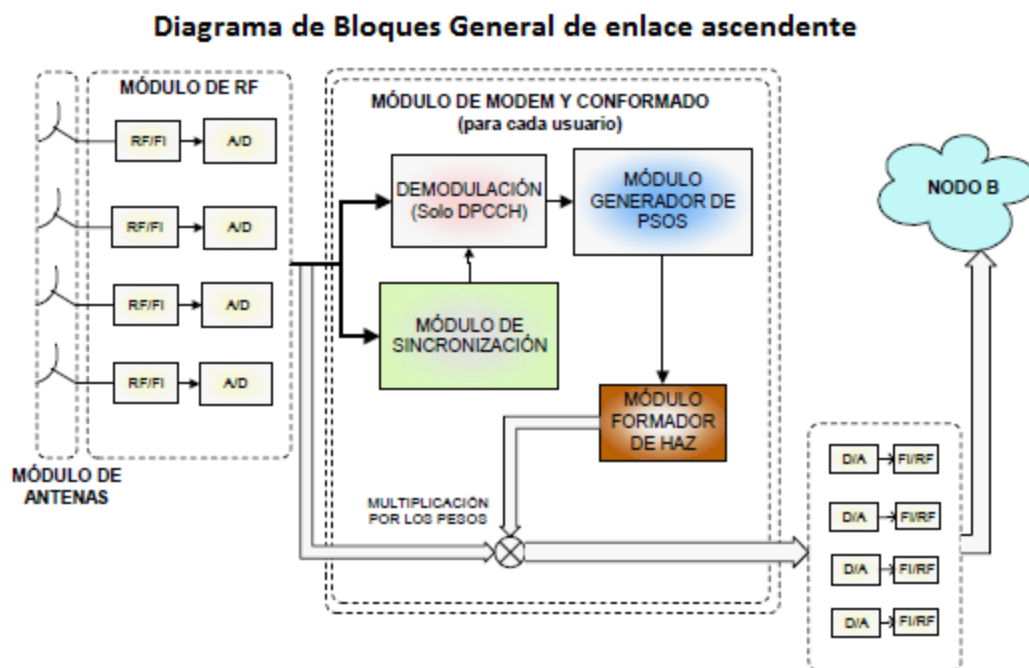 Diagrama de Bloques General de enlace ascendente
MÓDULO DE RF
RF/FI
A/D
RF/FI
A/D
RF/FI
A/D
RF/FI
A/D
MÓDULO DE
ANTENAS
MÓDULO DE MODEM Y CONFORMADO
(para cada usuario)
DEMODULACIÓN
(Solo DPCCH)
MÓDULO
GENERADOR DE
PSOS
MÓDULO DE
SINCRONIZACIÓN
MÓDULO
FORMADOR
DE HAZ
MULTIPLICACIÓN
POR LOS PESOS
NODO B
D/A
FI/RF
D/A
FI/RF
D/A
FI/RF
D/A
FI/RF